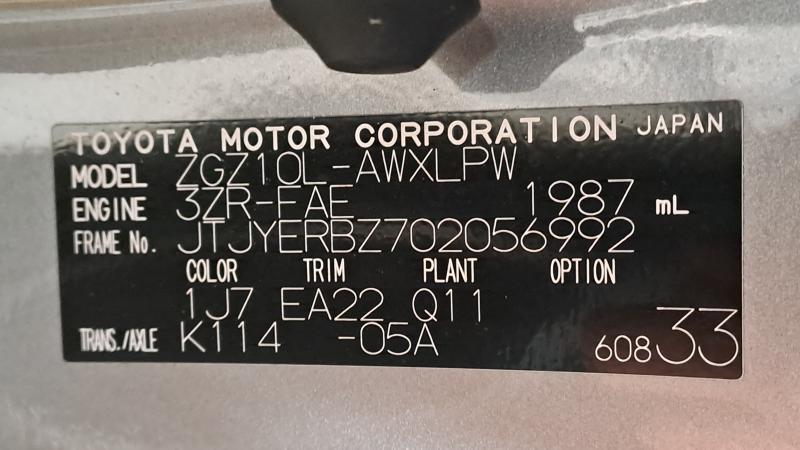 TOYOTA MOTOR CORPORATION JAPAN
MODEL ZGZ10L-AWXLPW
ENGINE 3ZR-FAE 1987 mL
FRAME No. JTJYERBZ702056992
COLOR TRIM PLANT OPTION
1J7 EA22 Q11
TRANS./AXLE K114 -05A 60833